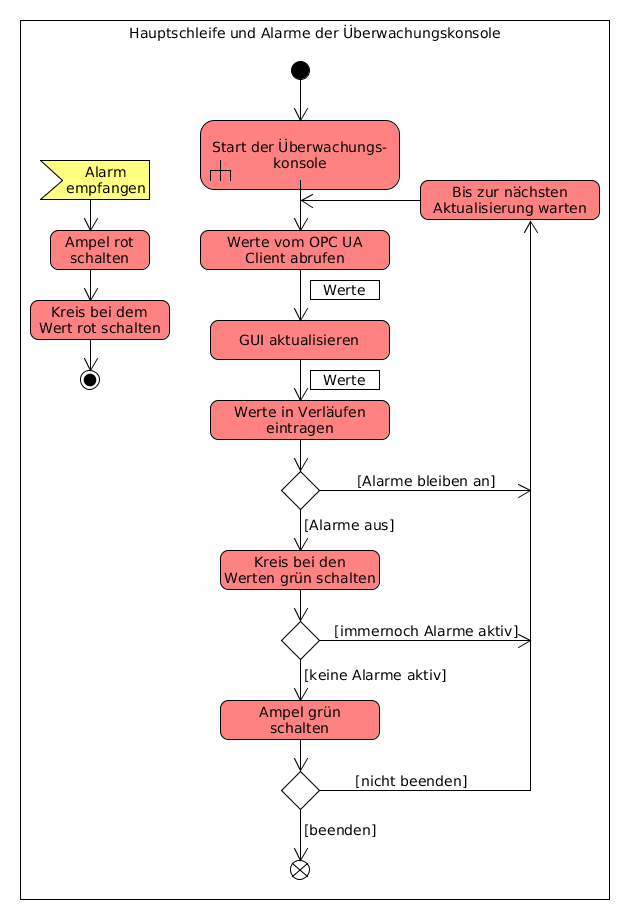 Hauptschleife und Alarme der Überwachungskonsole
Start der Überwachungs-
konsole
Alarm
empfangen
Bis zur nächsten
Aktualisierung warten
Ampel rot
schalten
Werte vom OPC UA
Client abrufen
Werte
Kreis bei dem
Wert rot schalten
GUI aktualisieren
Werte
Werte in Verläufen
eintragen
[Alarme bleiben an]
[Alarme aus]
Kreis bei den
Werten grün schalten
[immernoch Alarme aktiv]
[keine Alarme aktiv]
Ampel grün
schalten
[nicht beenden]
[beenden]